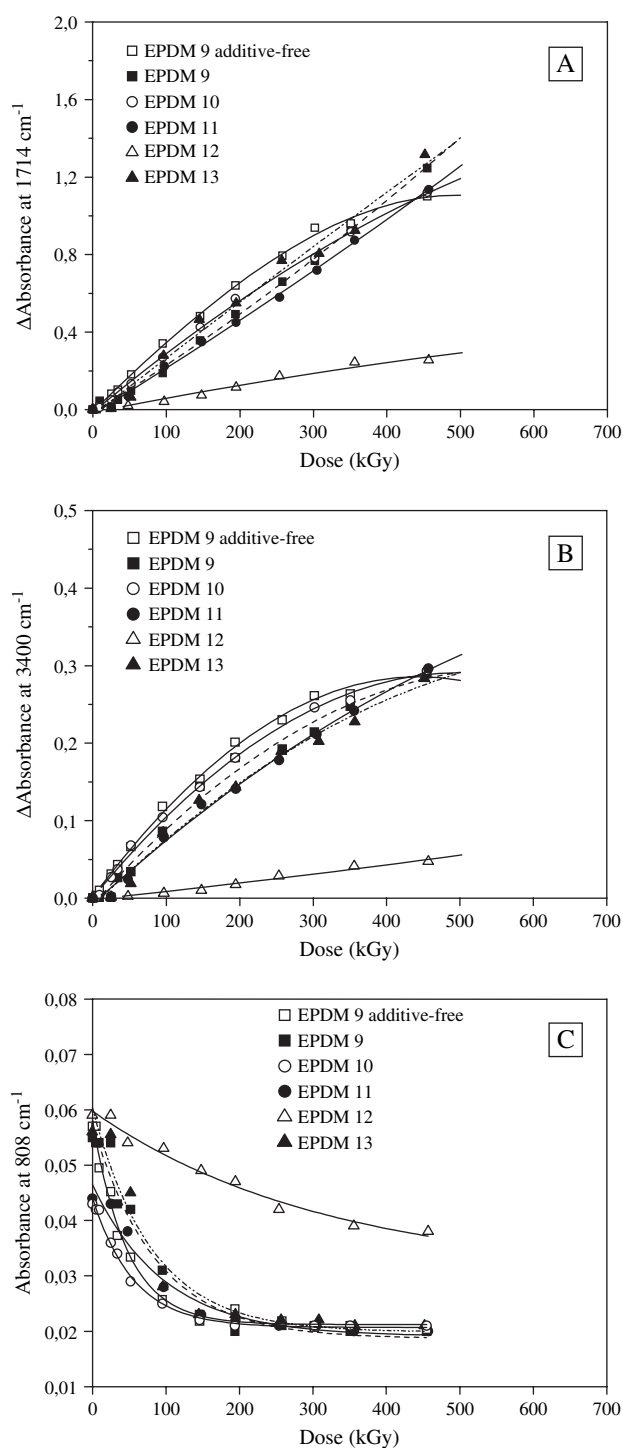 2,0
EPDM 9 additive-free
A
EPDM 9
1,6
EPDM 10
EPDM 11
EPDM 12
1,2
EPDM 13
0,8
0,4
0,0
0 100 200 300 400 500 600 700
Dose (kGy)
ΔAbsorbance at 1714 cm⁻¹
0,5
EPDM 9 additive-free
B
EPDM 9
EPDM 10
0,4
EPDM 11
EPDM 12
EPDM 13
0,3
0,2
0,1
0,0
0 100 200 300 400 500 600 700
Dose (kGy)
ΔAbsorbance at 3400 cm⁻¹
0,08
EPDM 9 additive-free
C
EPDM 9
0,07
EPDM 10
EPDM 11
EPDM 12
0,06
EPDM 13
0,05
0,04
0,03
0,02
0,01
0 100 200 300 400 500 600 700
Dose (kGy)
Absorbance at 808 cm⁻¹